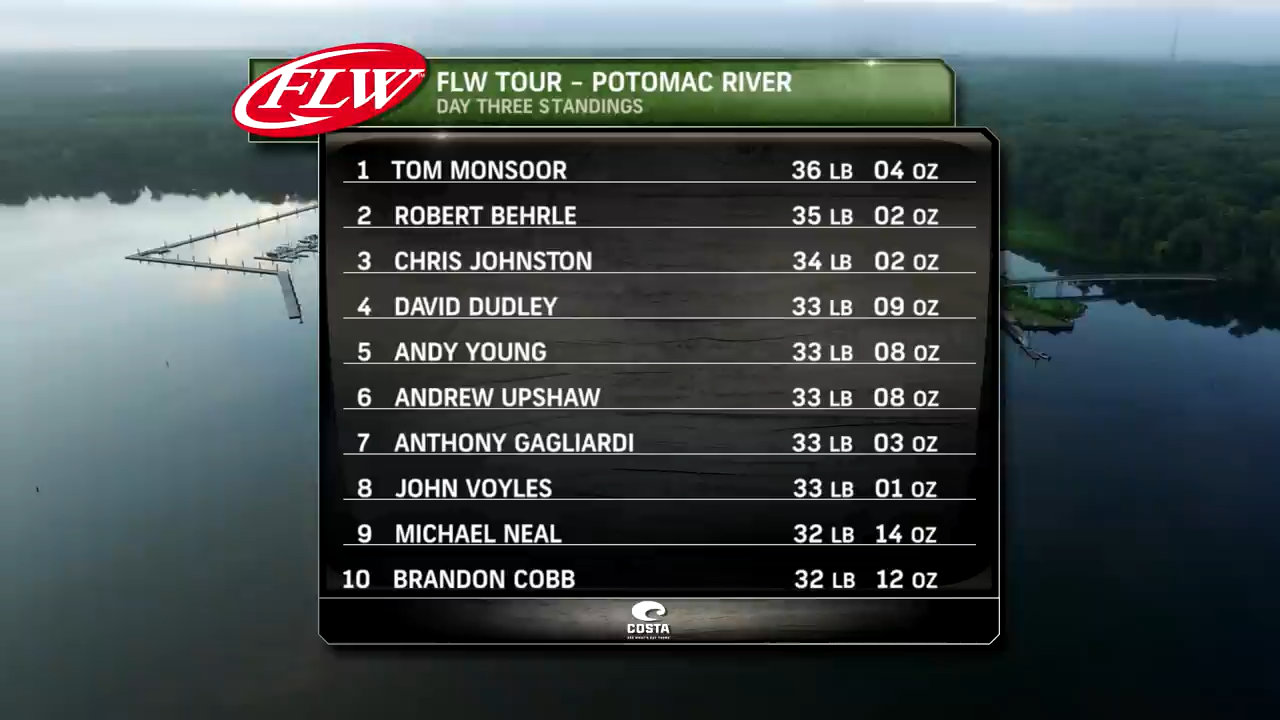 FLW
FLW TOUR - POTOMAC RIVER
DAY THREE STANDINGS
1 TOM MONSOOR 36 LB 04 OZ
2 ROBERT BEHRLE 35 LB 02 OZ
3 CHRIS JOHNSTON 34 LB 02 OZ
4 DAVID DUDLEY 33 LB 09 OZ
5 ANDY YOUNG 33 LB 08 OZ
6 ANDREW UPSHAW 33 LB 08 OZ
7 ANTHONY GAGLIARDI 33 LB 03 OZ
8 JOHN VOYLES 33 LB 01 OZ
9 MICHAEL NEAL 32 LB 14 OZ
10 BRANDON COBB 32 LB 12 OZ
COSTA